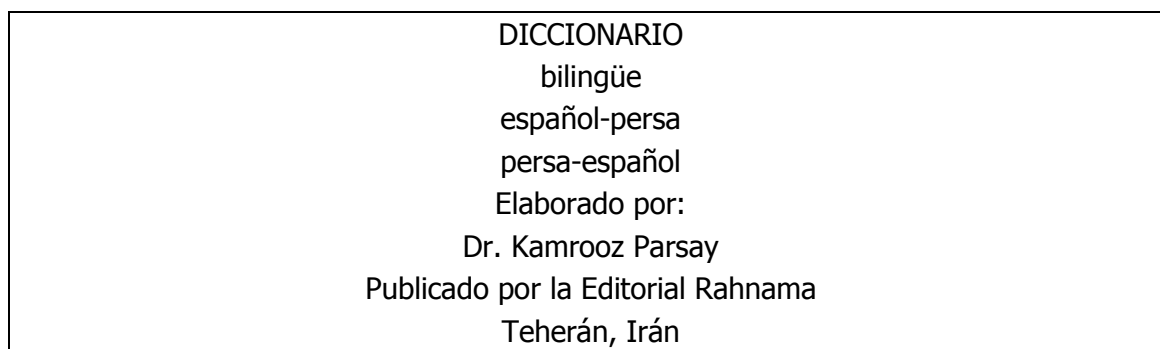 DICCIONARIO
bilingüe
español-persa
persa-español
Elaborado por:
Dr. Kamrooz Parsay
Publicado por la Editorial Rahnama
Teherán, Irán